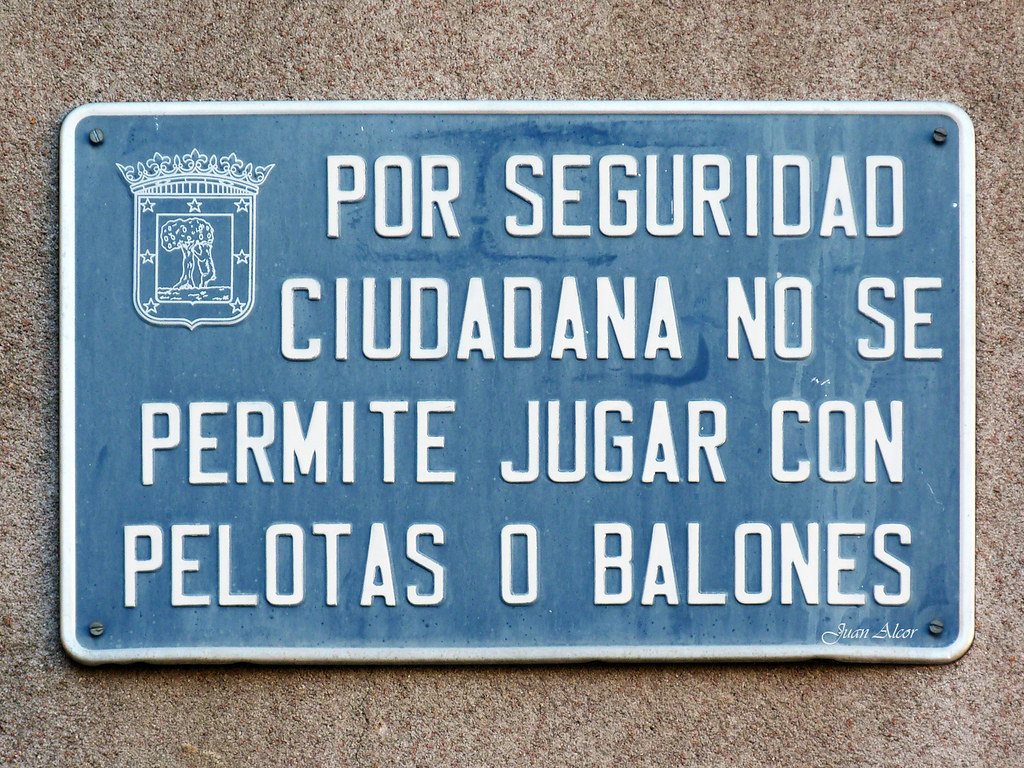 POR SEGURIDAD
CIUDADANA NO SE
PERMITE JUGAR CON
PELOTAS O BALONES
Juan Alcor